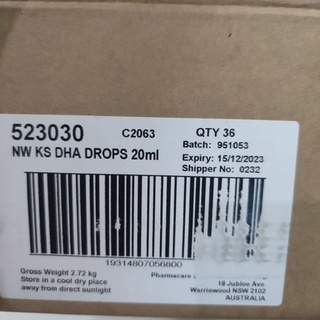 523030 C2063 QTY 36
NW KS DHA DROPS 20ml Batch: 951053
Expiry: 15/12/2023
Shipper No: 0232
19314807056800
Gross Weight 2.72 kg
Store in a cool dry place
away from direct sunlight
Pharmacare
18 Jubilee Ave
Warriewood NSW 2102
AUSTRALIA